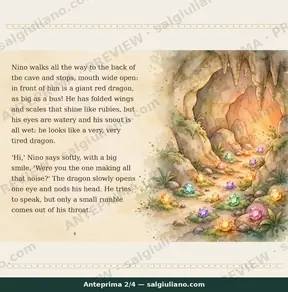 Nino walks all the way to the back of
the cave and stops, mouth wide open:
in front of him is a giant red dragon,
as big as a bus! He has folded wings
and scales that shine like rubies, but
his eyes are watery and his snout is
all wet: he looks like a very, very
tired dragon.
'Hi,' Nino says softly, with a big
smile, 'Were you the one making all
that noise?' The dragon slowly opens
one eye and nods his head. He tries
to speak, but only a small rumble
comes out of his throat.
Anteprima 2/4 — salgiuliano.com